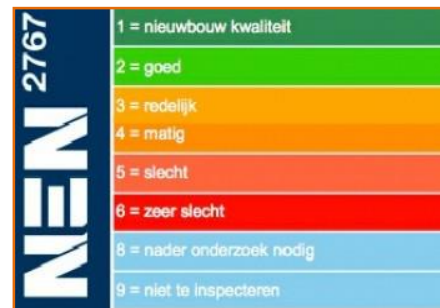 NEN 2767
1 = nieuwbouw kwaliteit
2 = goed
3 = redelijk
4 = matig
5 = slecht
6 = zeer slecht
8 = nader onderzoek nodig
9 = niet te inspecteren